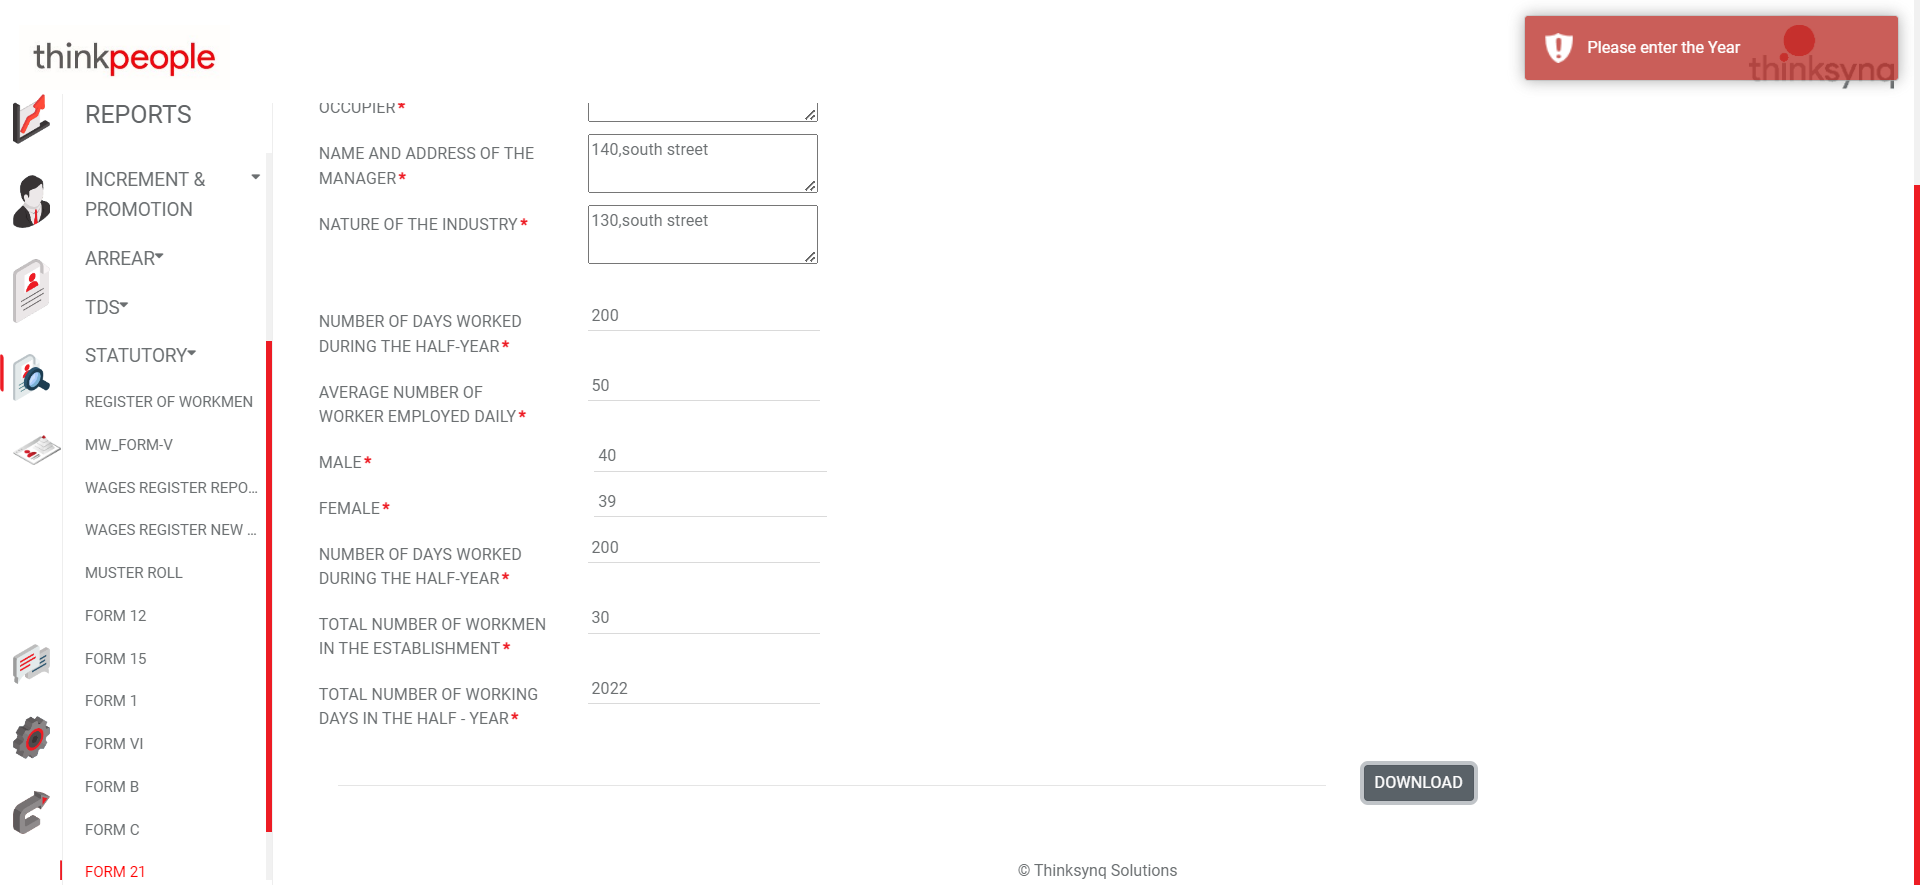 thinkpeople
Please enter the Year
thinksynq
REPORTS
INCREMENT &
PROMOTION
ARREAR
TDS
STATUTORY
REGISTER OF WORKMEN
MW_FORM-V
WAGES REGISTER REPO...
WAGES REGISTER NEW ...
MUSTER ROLL
FORM 12
FORM 15
FORM 1
FORM VI
FORM B
FORM C
FORM 21
OCCUPIER*
NAME AND ADDRESS OF THE
MANAGER*
140,south street
NATURE OF THE INDUSTRY*
130,south street
NUMBER OF DAYS WORKED
DURING THE HALF-YEAR*
200
AVERAGE NUMBER OF
WORKER EMPLOYED DAILY*
50
MALE*
40
FEMALE*
39
NUMBER OF DAYS WORKED
DURING THE HALF-YEAR*
200
TOTAL NUMBER OF WORKMEN
IN THE ESTABLISHMENT*
30
TOTAL NUMBER OF WORKING
DAYS IN THE HALF - YEAR*
2022
DOWNLOAD
© Thinksynq Solutions